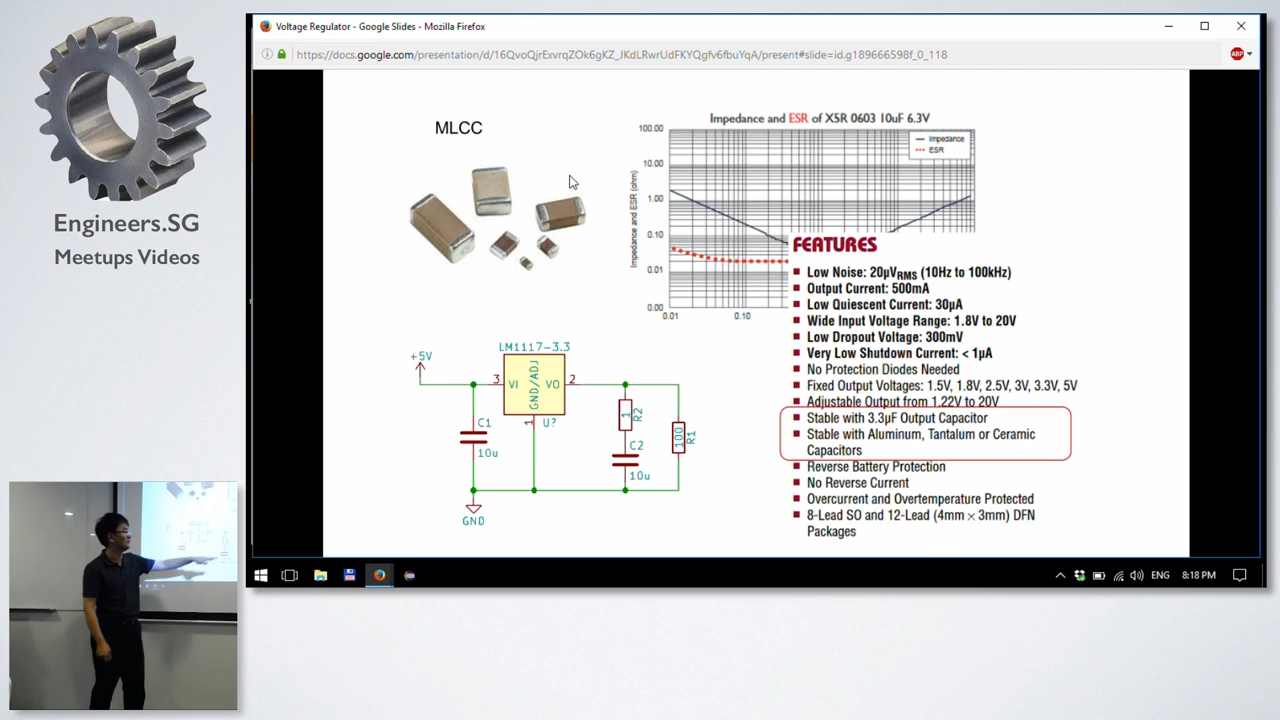 Engineers.SG
Meetups Videos
Voltage Regulator - Google Slides - Mozilla Firefox
https://docs.google.com/presentation/d/16QvoQjrExvrqZOk6gKZ_JKdLRwrUdFKYQgfv6fbuYqA/present#slide=id.g189666598f_0_118
ABP
MLCC
Impedance and ESR of X5R 0603 10uF 6.3V
Impedance and ESR (ohm)
100.00
10.00
1.00
0.10
0.01
0.00
0.01
0.10
Impedance
ESR
FEATURES
Low Noise: 20µVRMS (10Hz to 100kHz)
Output Current: 500mA
Low Quiescent Current: 30µA
Wide Input Voltage Range: 1.8V to 20V
Low Dropout Voltage: 300mV
Very Low Shutdown Current: < 1µA
No Protection Diodes Needed
Fixed Output Voltages: 1.5V, 1.8V, 2.5V, 3V, 3.3V, 5V
Adjustable Output from 1.22V to 20V
Stable with 3.3µF Output Capacitor
Stable with Aluminum, Tantalum or Ceramic
Capacitors
Reverse Battery Protection
No Reverse Current
Overcurrent and Overtemperature Protected
8-Lead SO and 12-Lead (4mm × 3mm) DFN
Packages
LM1117-3.3
+5V
3
VI
GND/ADJ
VO
2
1
U?
C1
10u
1
R2
C2
10u
100
R1
GND
ENG
8:18 PM